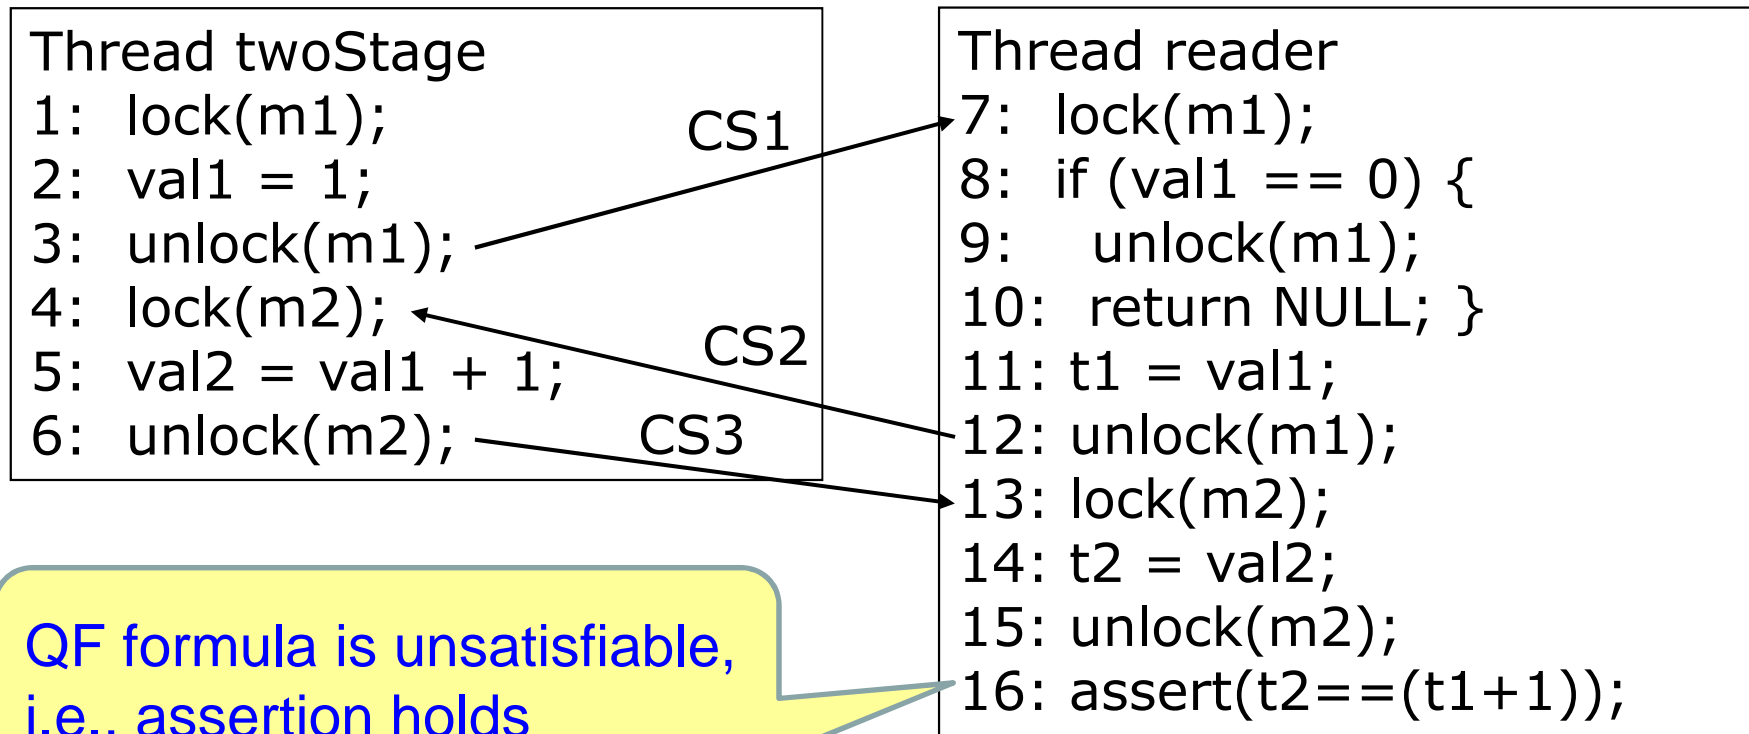 Thread twoStage
1: lock(m1);
2: val1 = 1;
3: unlock(m1);
4: lock(m2);
5: val2 = val1 + 1;
6: unlock(m2);
CS1
CS2
CS3
Thread reader
7: lock(m1);
8: if (val1 == 0) {
9: unlock(m1);
10: return NULL; }
11: t1 = val1;
12: unlock(m1);
13: lock(m2);
14: t2 = val2;
15: unlock(m2);
16: assert(t2==(t1+1));
QF formula is unsatisfiable,
i.e., assertion holds